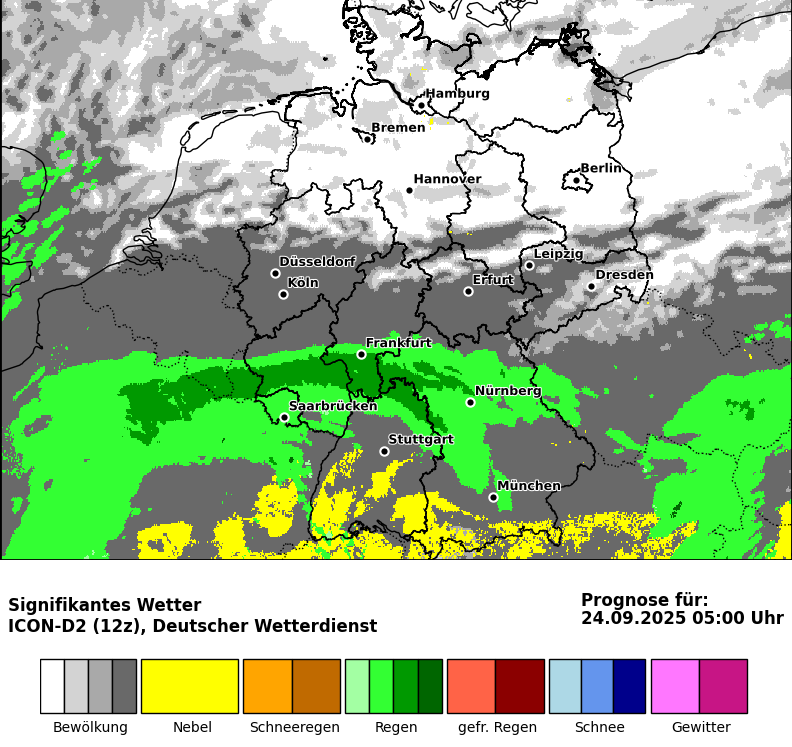 Hamburg
Bremen
Berlin
Hannover
Leipzig
Düsseldorf
Dresden
Köln
Erfurt
Frankfurt
Nürnberg
Saarbrücken
Stuttgart
München
Signifikantes Wetter
ICON-D2 (12z), Deutscher Wetterdienst
Prognose für:
24.09.2025 05:00 Uhr
Bewölkung
Nebel
Schneeregen
Regen
gefr. Regen
Schnee
Gewitter